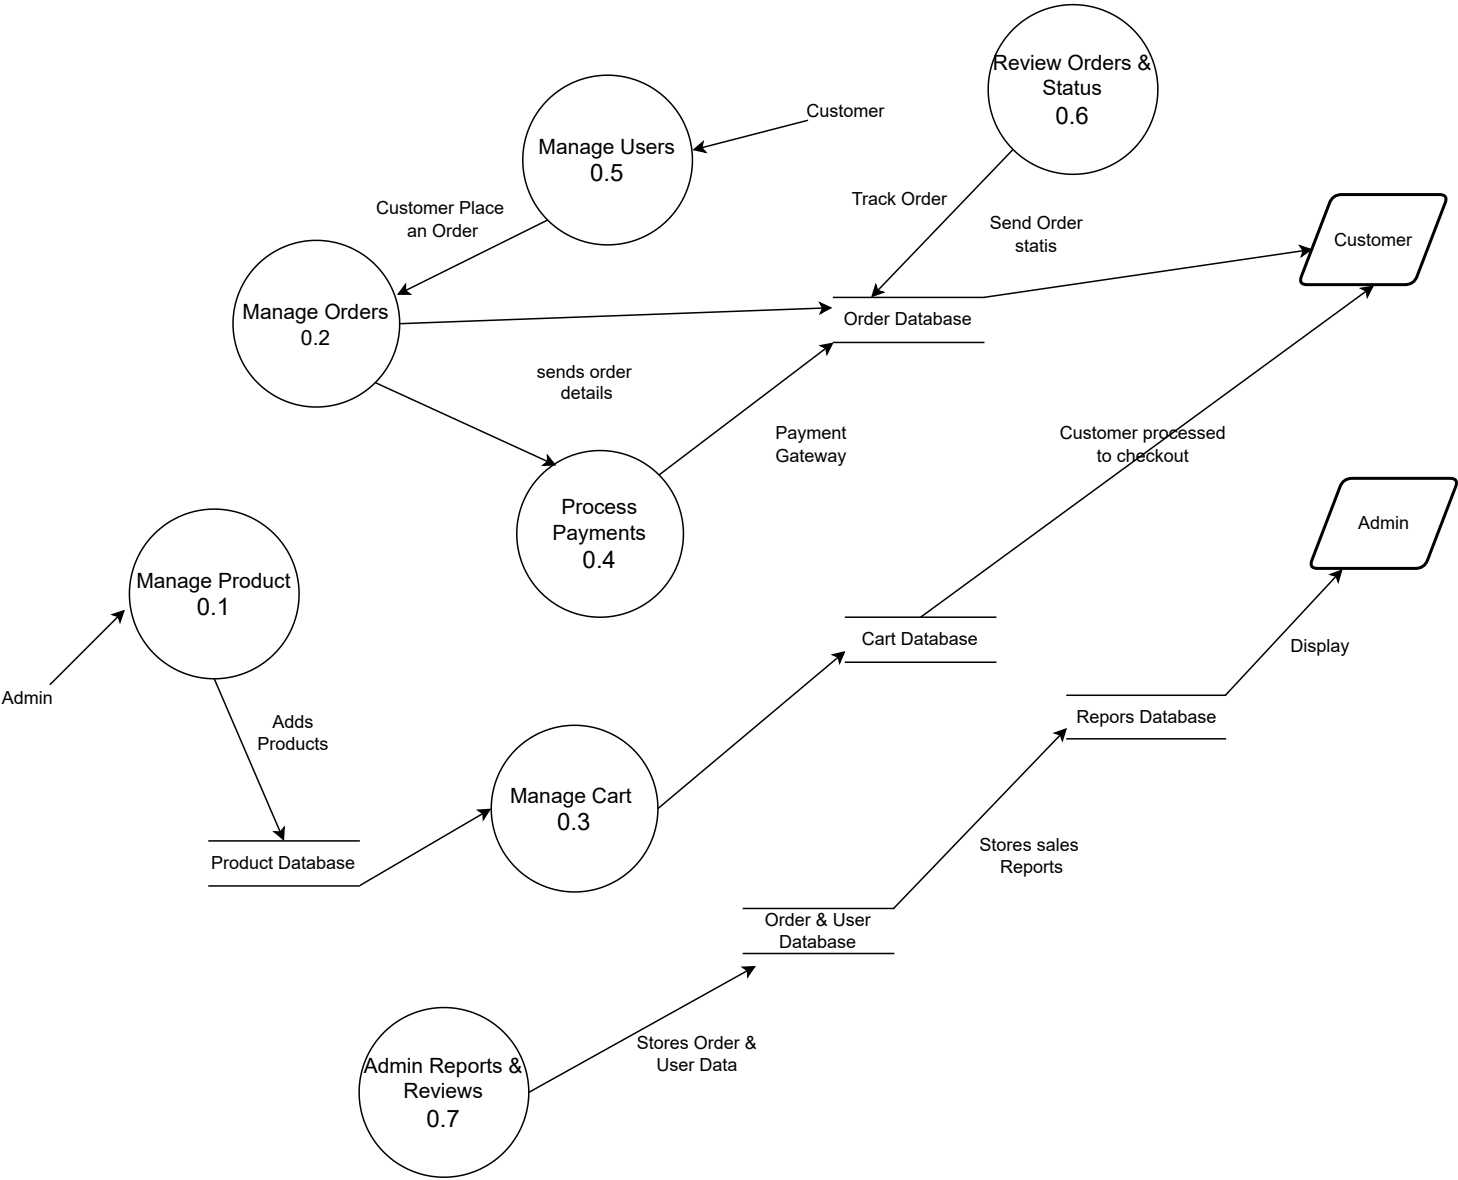 Review Orders &
Status
0.6
Customer
Manage Users
0.5
Customer Place
an Order
Track Order
Send Order
statis
Customer
Manage Orders
0.2
Order Database
sends order
details
Payment
Gateway
Customer processed
to checkout
Process
Payments
0.4
Admin
Manage Product
0.1
Admin
Adds
Products
Cart Database
Display
Repors Database
Manage Cart
0.3
Product Database
Stores sales
Reports
Order & User
Database
Stores Order &
User Data
Admin Reports &
Reviews
0.7